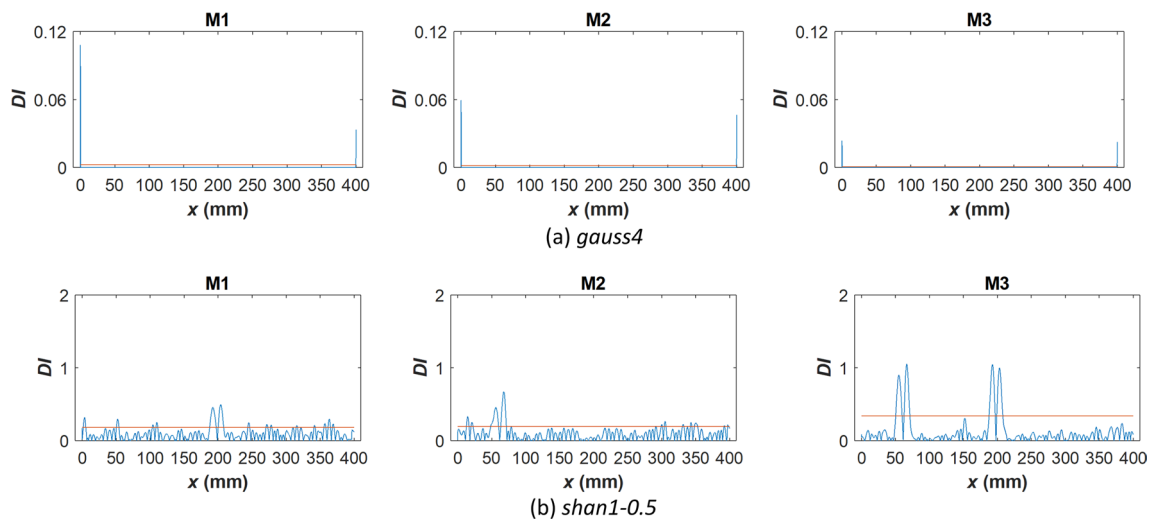 M1 M2 M3
0.12 0.12 0.12
DI DI DI
0.06 0.06 0.06
0 0 0
0 50 100 150 200 250 300 350 400 0 50 100 150 200 250 300 350 400 0 50 100 150 200 250 300 350 400
x (mm) x (mm) x (mm)
(a) gauss4
M1 M2 M3
2 2 2
DI DI DI
1 1 1
0 0 0
0 50 100 150 200 250 300 350 400 0 50 100 150 200 250 300 350 400 0 50 100 150 200 250 300 350 400
x (mm) x (mm) x (mm)
(b) shan1-0.5